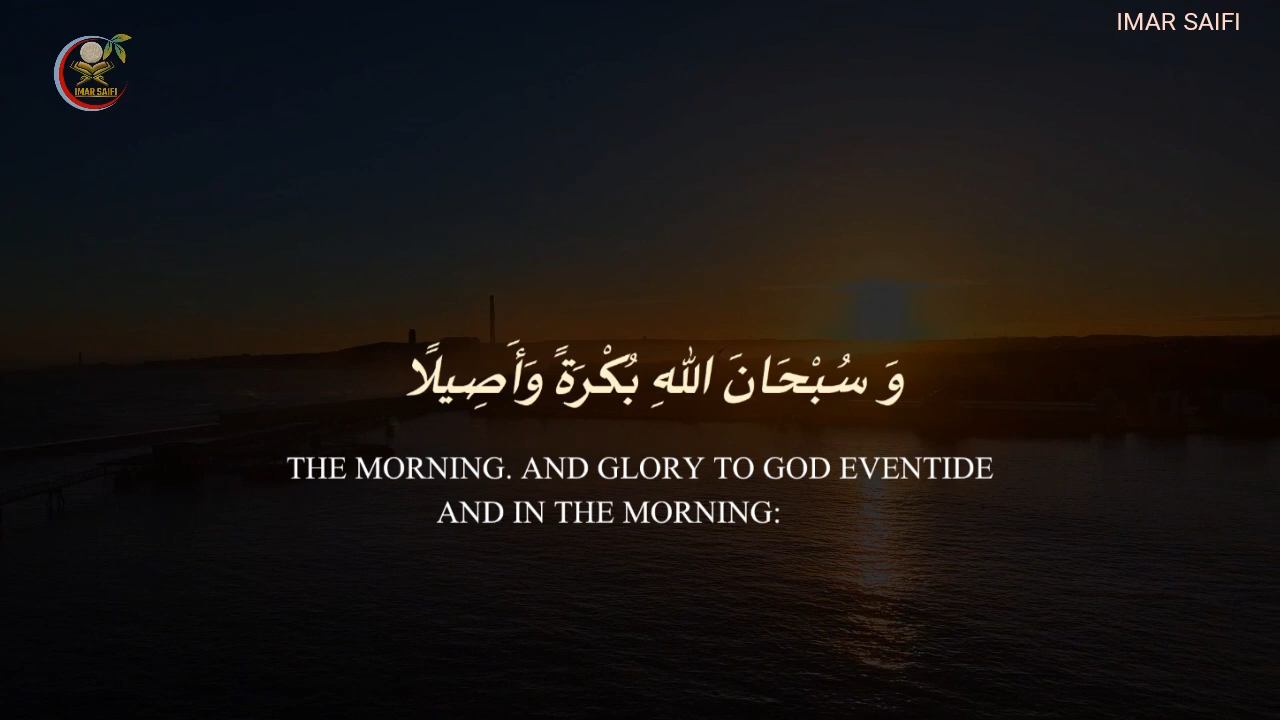 IMAR SAIFI
IMAR SAIFI
وَ سُبْحَانَ اللهِ بُكْرَةً وَأَصِيلًا
THE MORNING. AND GLORY TO GOD EVENTIDE
AND IN THE MORNING: